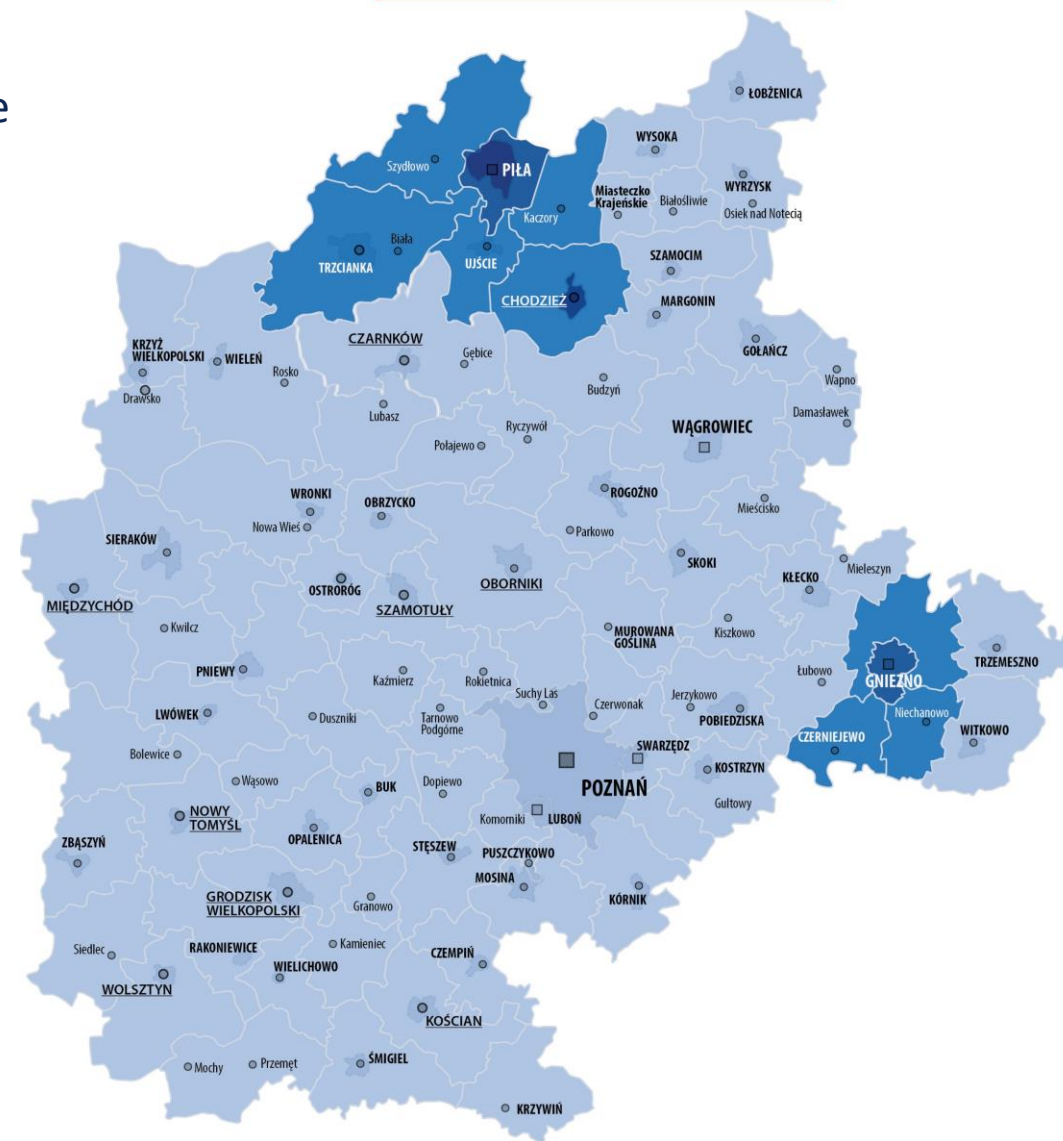 e
ŁOBŻENICA
WYSOKA
Szydłowo
PIŁA
WYRZYSK
Miasteczko
Krajeńskie
Białośliwie
Osiek nad Notecią
Kaczory
Biała
TRZCIANKA
UJŚCIE
SZAMOCIM
CHODZIEŻ
MARGONIN
CZARNKÓW
GOŁAŃCZ
KRZYŻ
WIELKOPOLSKI
WIELEŃ
Gębice
Rosko
Wapno
Drawsko
Budzyń
Lubasz
Damasławek
Ryczywół
WĄGROWIEC
Połajewo
WRONKI
OBRZYCKO
ROGOŹNO
Mieścisko
Nowa Wieś
Parkowo
SIERAKÓW
SKOKI
Mieleszyn
KŁECKO
OBORNIKI
OSTRORÓG
MIĘDZYCHÓD
SZAMOTUŁY
Kwilcz
MUROWANA
GOŚLINA
Kiszkowo
TRZEMESZNO
PNIEWY
Łubowo
GNIEZNO
Kaźmierz
Rokietnica
Suchy Las
Jerzykowo
LWÓWEK
Duszniki
Tarnowo
Podgórne
Czerwonak
POBIEDZISKA
Niechanowo
WITKOWO
CZERNIEJEWO
Bolewice
SWARZĘDZ
KOSTRZYN
Wąsowo
BUK
Dopiewo
POZNAŃ
Gułtowy
NOWY
TOMYŚL
Komorniki
LUBOŃ
OPALENICA
ZBĄSZYŃ
STĘSZEW
PUSZCZYKOWO
MOSINA
GRODZISK
WIELKOPOLSKI
Granowo
KÓRNIK
Siedlec
RAKONIEWICE
Kamieniec
CZEMPIŃ
WIELICHOWO
WOLSZTYN
KOŚCIAN
Mochy
Przemęt
ŚMIGIEL
KRZYWIŃ